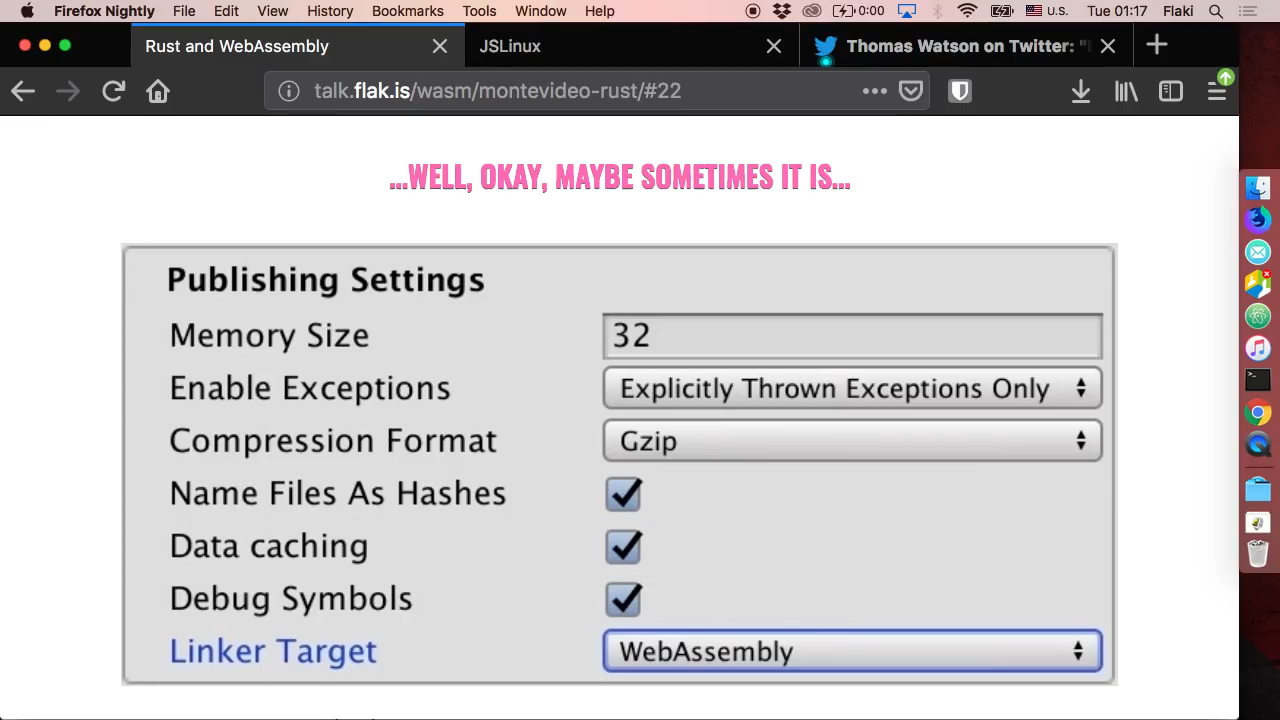 Firefox Nightly File Edit View History Bookmarks Tools Window Help 0:00 U.S. Tue 01:17 Flaki
Rust and WebAssembly JSLinux Thomas Watson on Twitter: "
talk.flak.is/wasm/montevideo-rust/#22
...WELL, OKAY, MAYBE SOMETIMES IT IS...
Publishing Settings
Memory Size 32
Enable Exceptions Explicitly Thrown Exceptions Only
Compression Format Gzip
Name Files As Hashes
Data caching
Debug Symbols
Linker Target WebAssembly